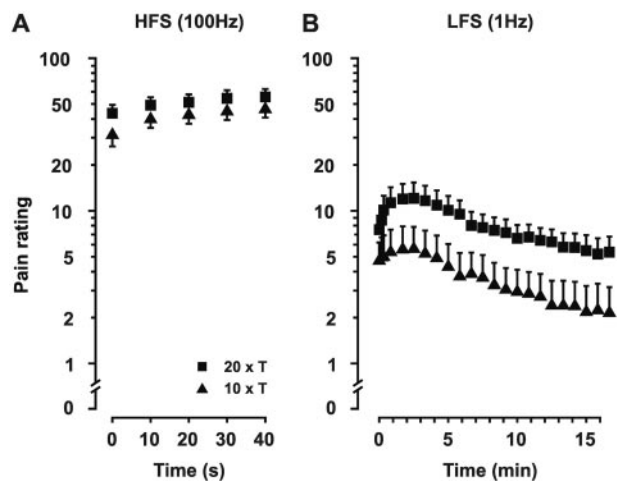 A HFS (100Hz)
B LFS (1Hz)
Pain rating
100
50
20
10
5
2
1
0
20 x T
10 x T
0 10 20 30 40
Time (s)
100
50
20
10
5
2
1
0
0 5 10 15
Time (min)